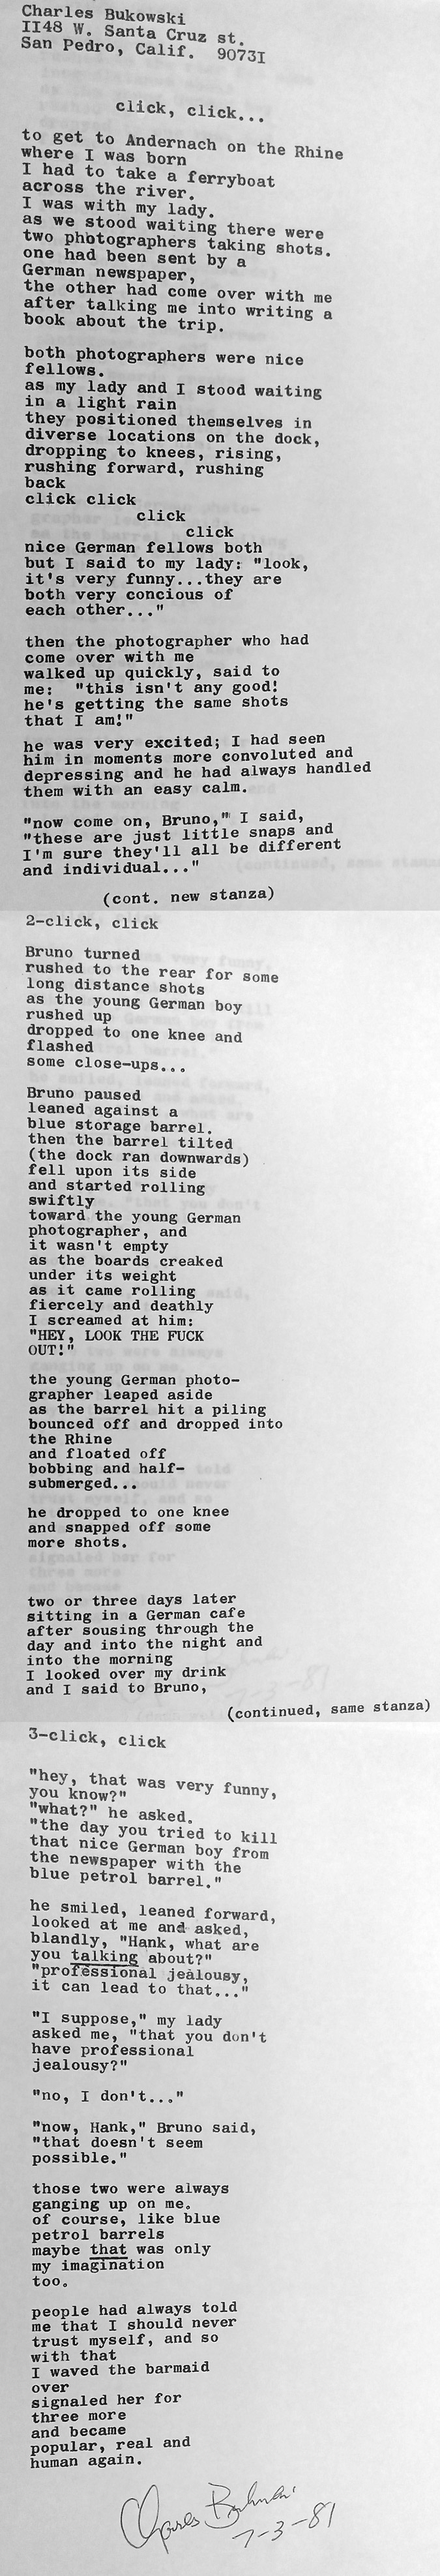 Charles Bukowski
II48 W. Santa Cruz st.
San Pedro, Calif. 9073I
click, click...
to get to Andernach on the Rhine
where I was born
I had to take a ferryboat
across the river.
I was with my lady.
as we stood waiting there were
two photographers taking shots.
one had been sent by a
German newspaper,
the other had come over with me
after talking me into writing a
book about the trip.
both photographers were nice
fellows.
as my lady and I stood waiting
in a light rain
they positioned themselves in
diverse locations on the dock,
dropping to knees, rising,
rushing forward, rushing
back
click click
click
click
nice German fellows both
but I said to my lady: "look,
it's very funny...they are
both very concious of
each other..."
then the photographer who had
come over with me
walked up quickly, said to
me: "this isn't any good!
he's getting the same shots
that I am!"
he was very excited; I had seen
him in moments more convoluted and
depressing and he had always handled
them with an easy calm.
"now come on, Bruno," I said,
"these are just little snaps and
I'm sure they'll all be different
and individual..."
(cont. new stanza)
2-click, click
Bruno turned
rushed to the rear for some
long distance shots
as the young German boy
rushed up
dropped to one knee and
flashed
some close-ups...
Bruno paused
leaned against a
blue storage barrel.
then the barrel tilted
(the dock ran downwards)
fell upon its side
and started rolling
swiftly
toward the young German
photographer, and
it wasn't empty
as the boards creaked
under its weight
as it came rolling
fiercely and deathly
I screamed at him:
"HEY, LOOK THE FUCK
OUT!"
the young German photo-
grapher leaped aside
as the barrel hit a piling
bounced off and dropped into
the Rhine
and floated off
bobbing and half-
submerged...
he dropped to one knee
and snapped off some
more shots.
two or three days later
sitting in a German cafe
after sousing through the
day and into the night and
into the morning
I looked over my drink
and I said to Bruno,
(continued, same stanza)
3-click, click
"hey, that was very funny,
you know?"
"what?" he asked.
"the day you tried to kill
that nice German boy from
the newspaper with the
blue petrol barrel."
he smiled, leaned forward,
looked at me and asked,
blandly, "Hank, what are
you talking about?"
"professional jealousy,
it can lead to that..."
"I suppose," my lady
asked me, "that you don't
have professional
jealousy?"
"no, I don't..."
"now, Hank," Bruno said,
"that doesn't seem
possible."
those two were always
ganging up on me.
of course, like blue
petrol barrels
maybe that was only
my imagination
too.
people had always told
me that I should never
trust myself, and so
with that
I waved the barmaid
over
signaled her for
three more
and became
popular, real and
human again.
Charles Bukowski
7-3-81